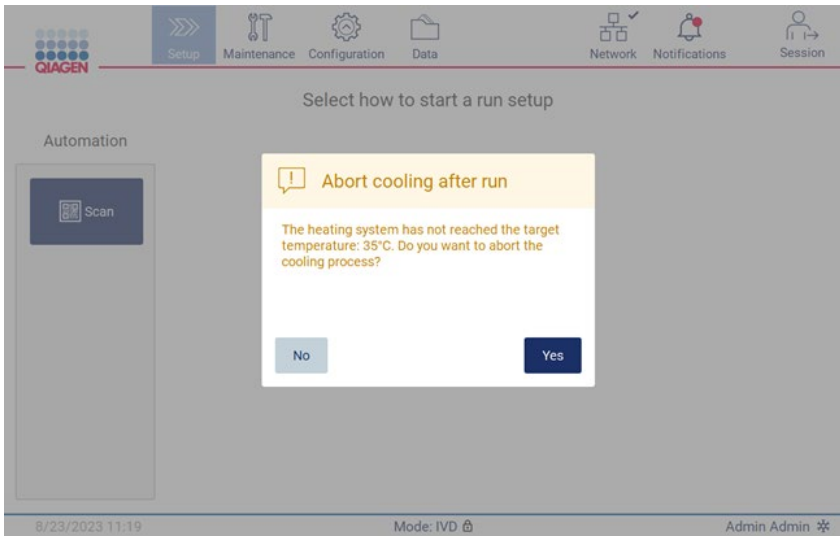 QIAGEN
Setup
Maintenance
Configuration
Data
Network
Notifications
Session
Select how to start a run setup
Automation
Scan
Abort cooling after run
The heating system has not reached the target
temperature: 35°C. Do you want to abort the
cooling process?
No
Yes
8/23/2023 11:19
Mode: IVD
Admin Admin